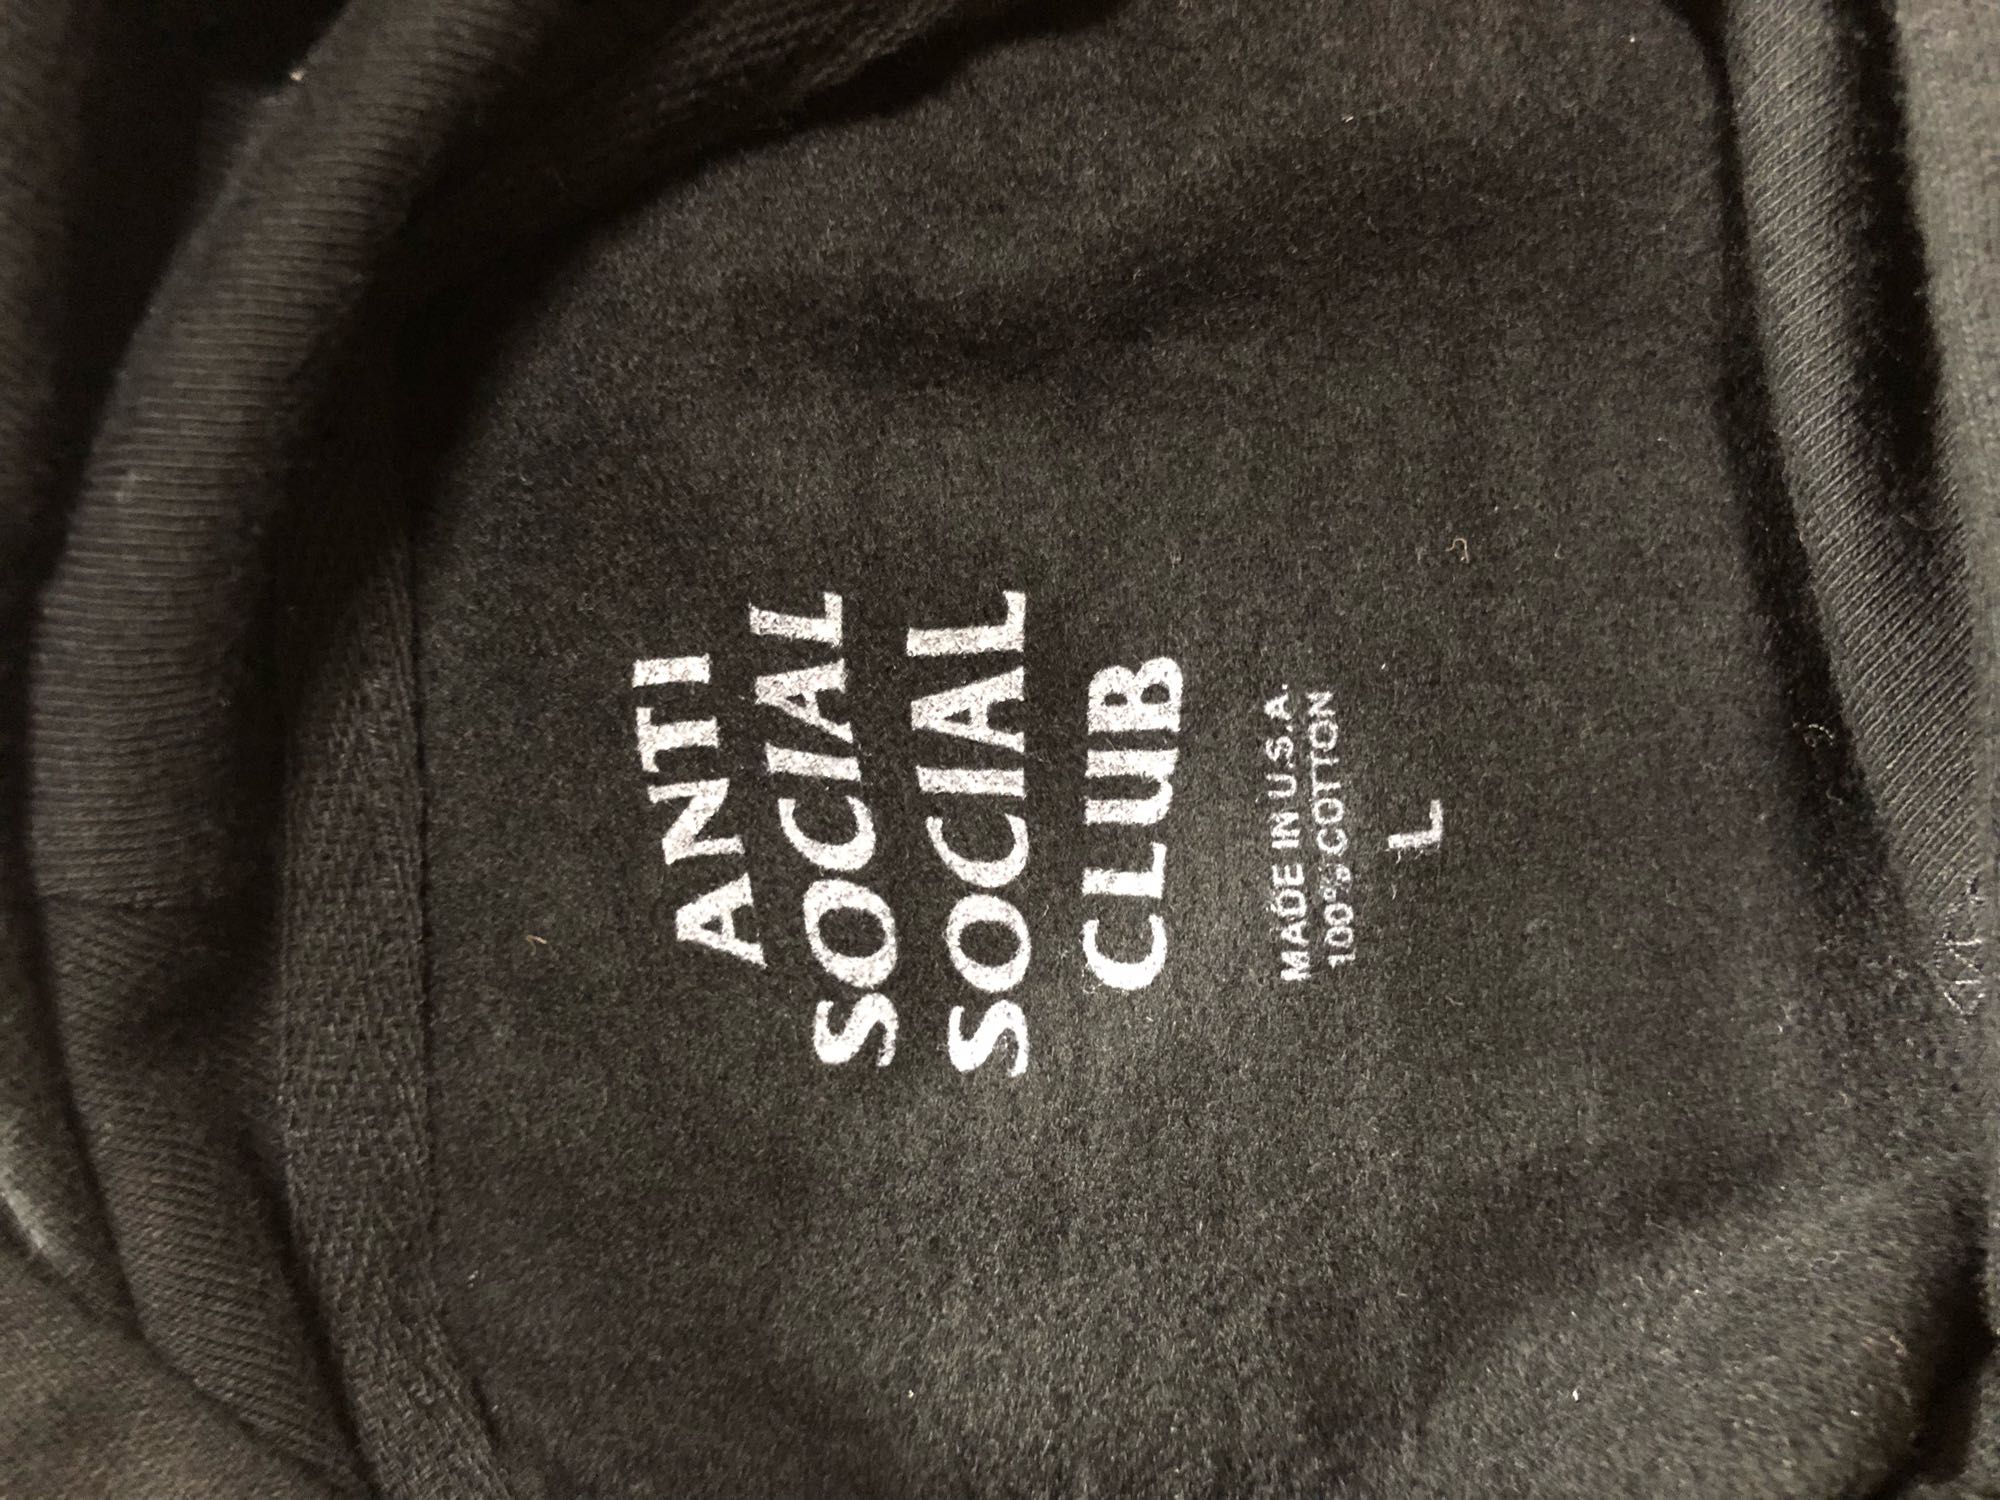 ANTI
SOCIAL
SOCIAL
CLUB
MADE IN U.S.A.
100% COTTON
L